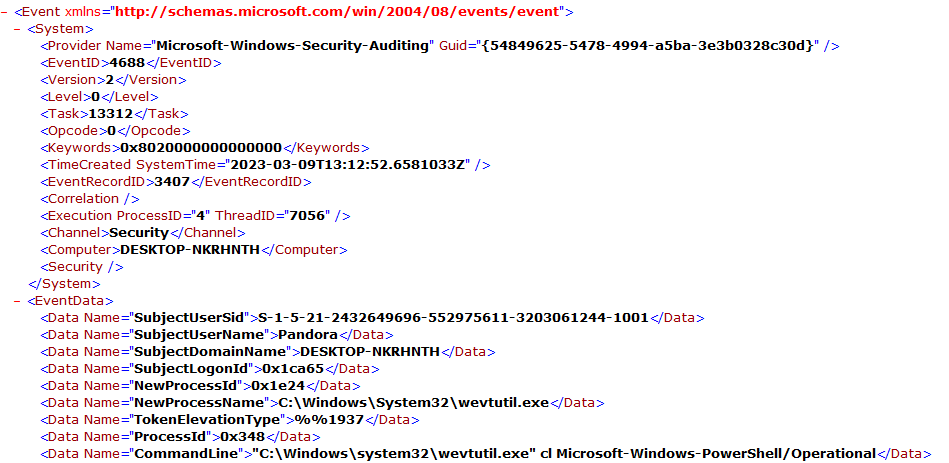 - <Event xmlns="http://schemas.microsoft.com/win/2004/08/events/event">
- <System>
<Provider Name="Microsoft-Windows-Security-Auditing" Guid="{54849625-5478-4994-a5ba-3e3b0328c30d}" />
<EventID>4688</EventID>
<Version>2</Version>
<Level>0</Level>
<Task>13312</Task>
<Opcode>0</Opcode>
<Keywords>0x8020000000000000</Keywords>
<TimeCreated SystemTime="2023-03-09T13:12:52.6581033Z" />
<EventRecordID>3407</EventRecordID>
<Correlation />
<Execution ProcessID="4" ThreadID="7056" />
<Channel>Security</Channel>
<Computer>DESKTOP-NKRHNTH</Computer>
<Security />
</System>
- <EventData>
<Data Name="SubjectUserSid">S-1-5-21-2432649696-552975611-3203061244-1001</Data>
<Data Name="SubjectUserName">Pandora</Data>
<Data Name="SubjectDomainName">DESKTOP-NKRHNTH</Data>
<Data Name="SubjectLogonId">0x1ca65</Data>
<Data Name="NewProcessId">0x1e24</Data>
<Data Name="NewProcessName">C:\Windows\System32\wevtutil.exe</Data>
<Data Name="TokenElevationType">%%1937</Data>
<Data Name="ProcessId">0x348</Data>
<Data Name="CommandLine">"C:\Windows\system32\wevtutil.exe" cl Microsoft-Windows-PowerShell/Operational</Data>